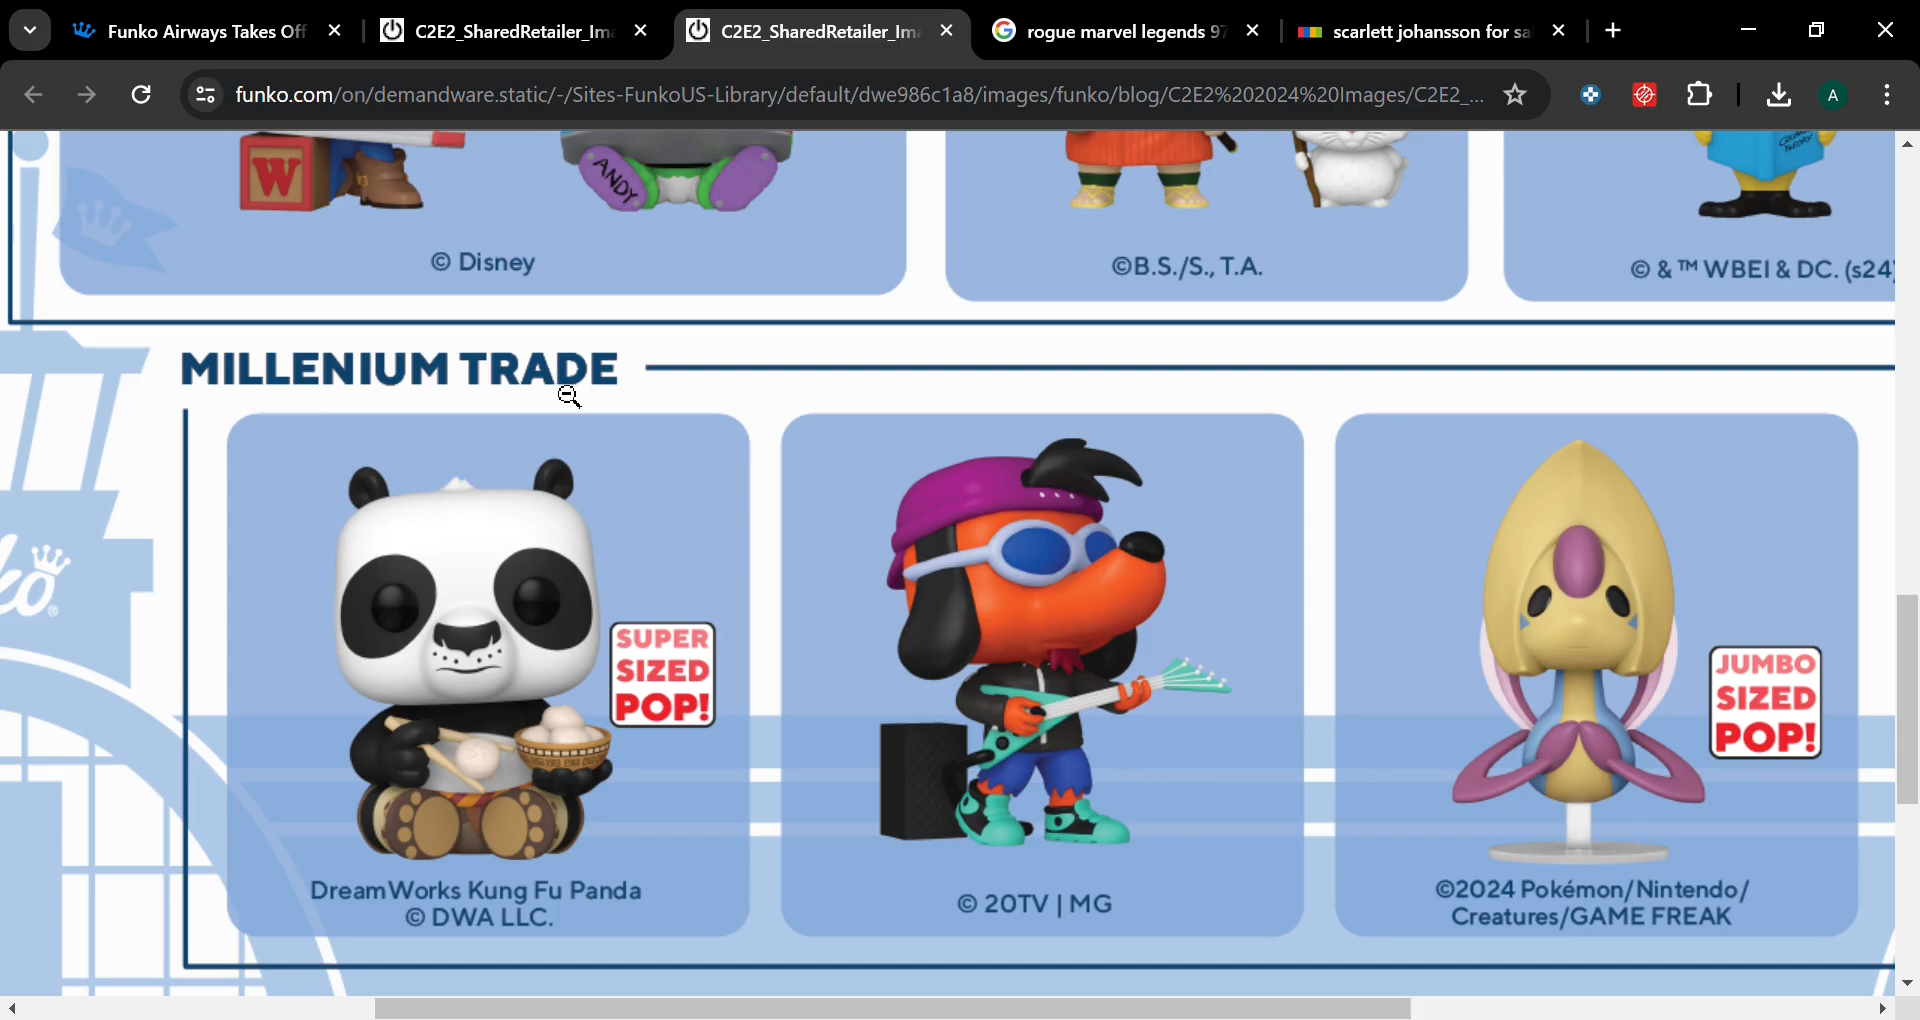 Funko Airways Takes Off
C2E2_SharedRetailer_Im
C2E2_SharedRetailer_Im
rogue marvel legends 97
scarlett johansson for sa
funko.com/on/demandware.static/-/Sites-FunkoUS-Library/default/dwe986c1a8/images/funko/blog/C2E2%202024%20Images/C2E2_...
A
W
ANDY
© Disney
©B.S./S., T.A.
© & ™ WBEI & DC. (s24)
MILLENIUM TRADE
SUPER
SIZED
POP!
DreamWorks Kung Fu Panda
© DWA LLC.
© 20TV | MG
JUMBO
SIZED
POP!
©2024 Pokémon/Nintendo/
Creatures/GAME FREAK
ko®